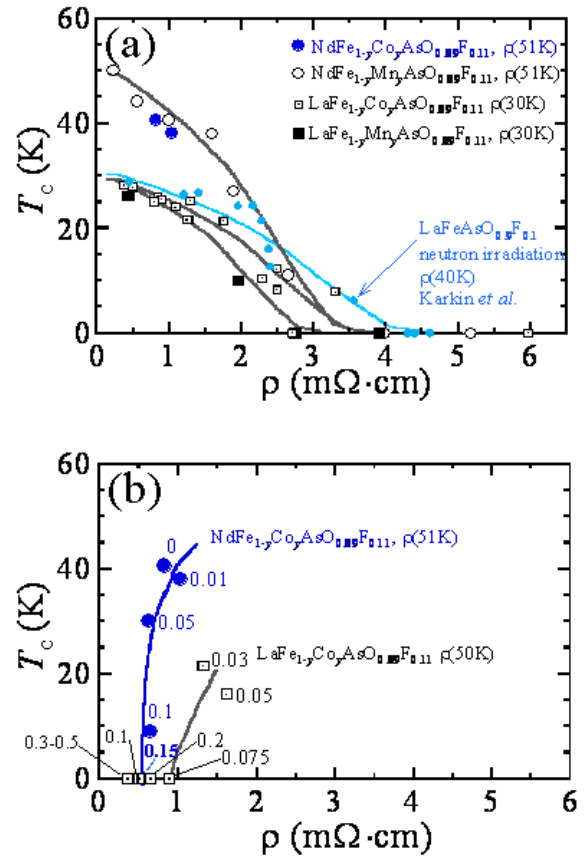 (a)
NdFe1-yCoyAsO0.89F0.11, ρ(51K)
NdFe1-yMnyAsO0.89F0.11, ρ(51K)
LaFe1-yCoyAsO0.89F0.11 ρ(30K)
LaFe1-yMnyAsO0.89F0.11, ρ(30K)
60
40
20
0
Tc (K)
LaFeAsO0.9F0.1
neutron irradiation
ρ(40K)
Karkin et al.
0 1 2 3 4 5 6
ρ (mΩ·cm)
(b)
60
40
20
0
Tc (K)
NdFe1-yCoyAsO0.89F0.11, ρ(51K)
0
0.01
0.05
LaFe1-yCoyAsO0.89F0.11 ρ(50K)
0.03
0.05
0.1
0.15
0.3-0.5
0.1
0.2
0.075
0 1 2 3 4 5 6
ρ (mΩ·cm)